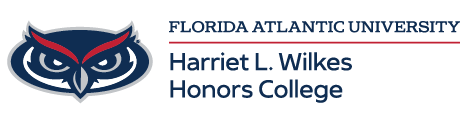 FLORIDA ATLANTIC UNIVERSITY
Harriet L. Wilkes
Honors College